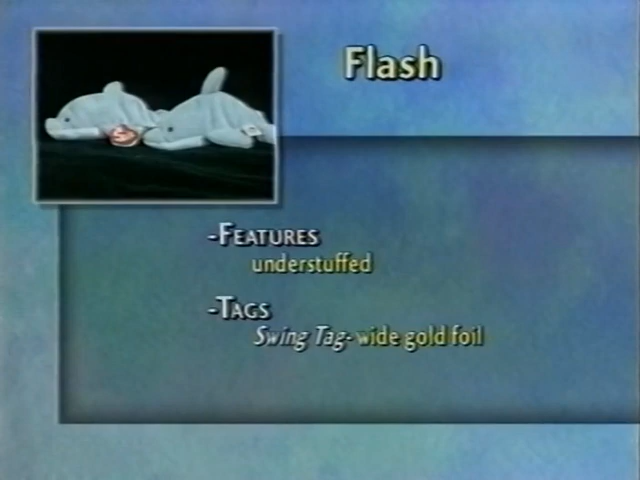 Flash
-FEATURES
understuffed
-TAGS
Swing Tag- wide gold foil